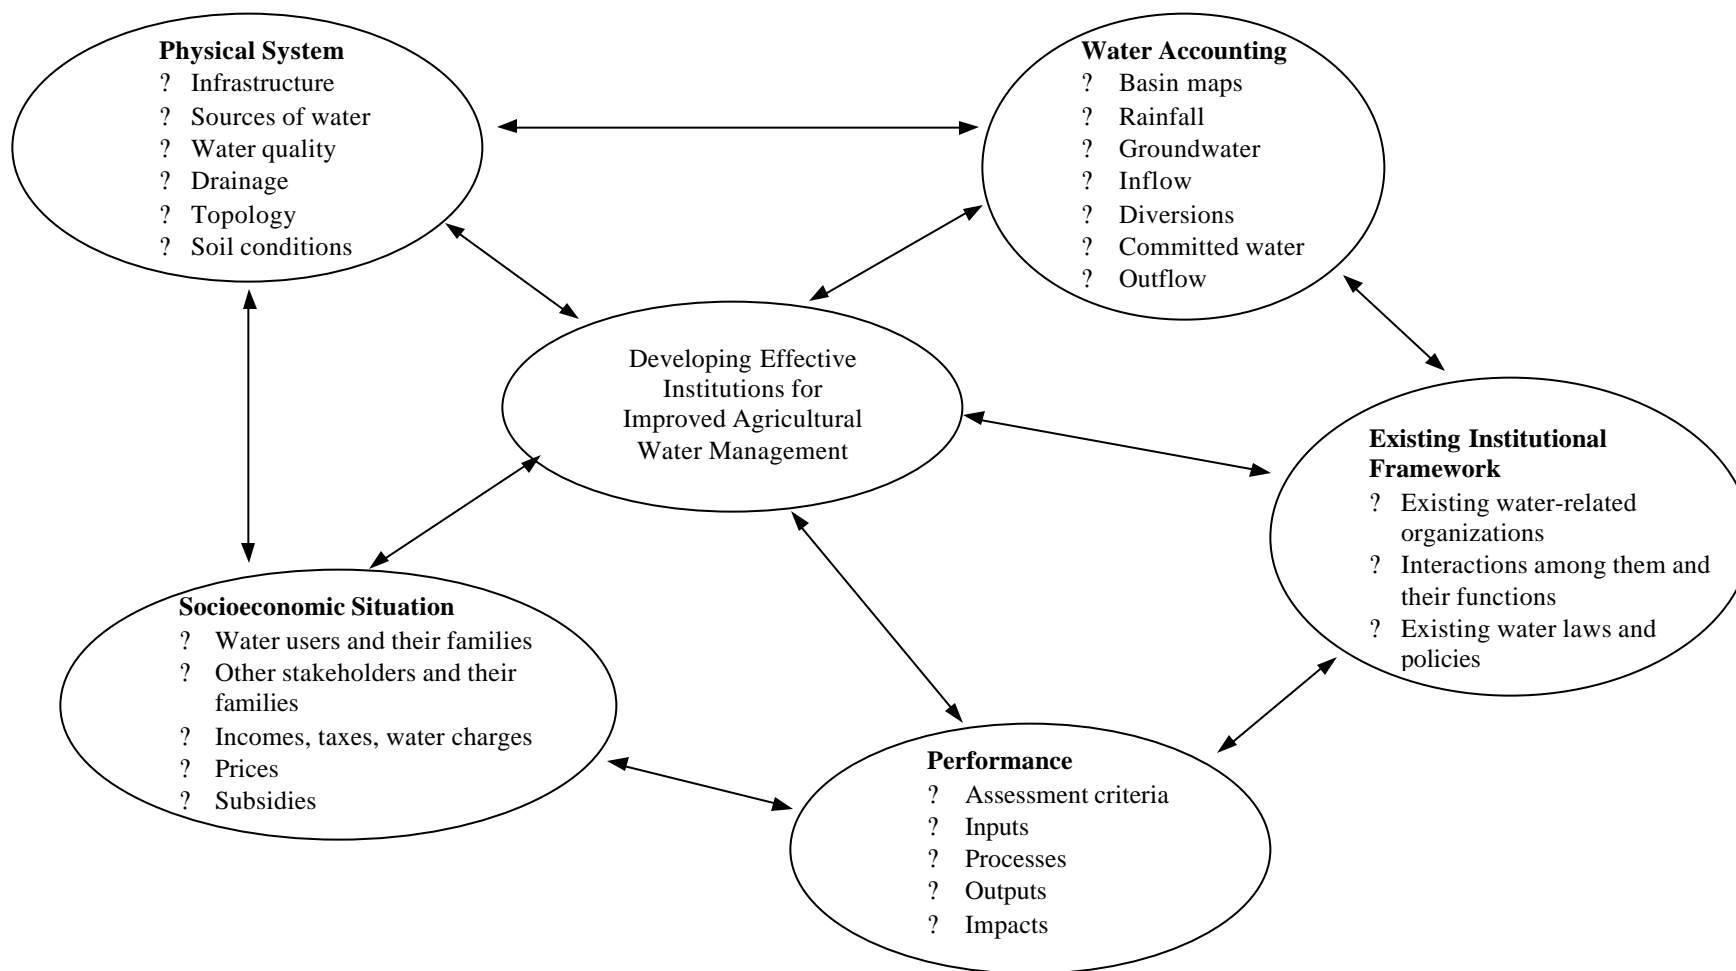 Physical System
? Infrastructure
? Sources of water
? Water quality
? Drainage
? Topology
? Soil conditions
Water Accounting
? Basin maps
? Rainfall
? Groundwater
? Inflow
? Diversions
? Committed water
? Outflow
Developing Effective
Institutions for
Improved Agricultural
Water Management
Existing Institutional
Framework
? Existing water-related
organizations
? Interactions among them and
their functions
? Existing water laws and
policies
Socioeconomic Situation
? Water users and their families
? Other stakeholders and their
families
? Incomes, taxes, water charges
? Prices
? Subsidies
Performance
? Assessment criteria
? Inputs
? Processes
? Outputs
? Impacts